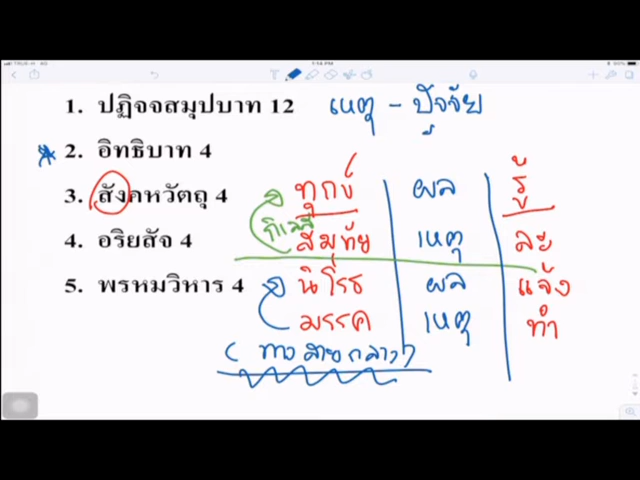 1:14 PM
1. ปฏิจจสมุปบาท 12 เหตุ - ปัจจัย
2. อิทธิบาท 4
3. สังคหวัตถุ 4 ทุกข์ ผล รู้
กิเลส
4. อริยสัจ 4 สมุทัย เหตุ ละ
5. พรหมวิหาร 4 นิโรธ ผล แจ้ง
มรรค เหตุ ทำ
(ทางสายกลาง)